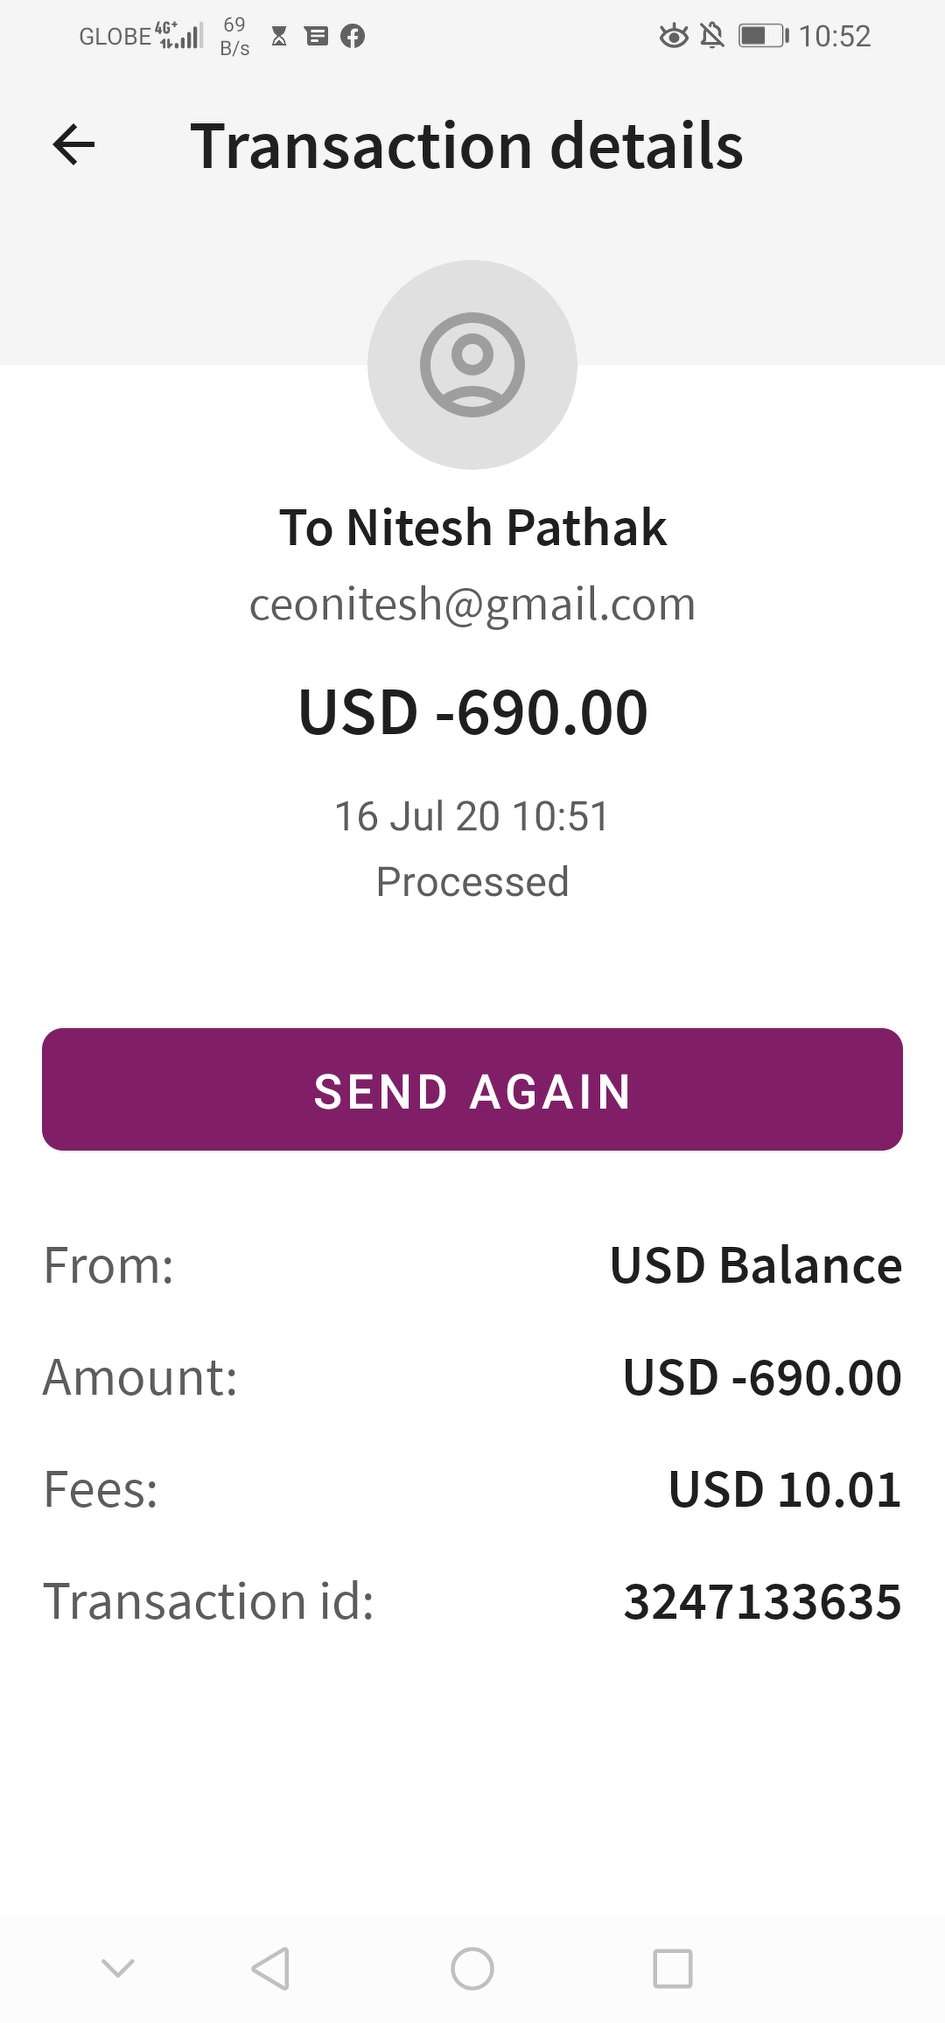 GLOBE 4G+ 69 B/s 10:52
Transaction details
To Nitesh Pathak
ceonitesh@gmail.com
USD -690.00
16 Jul 20 10:51
Processed
SEND AGAIN
From: USD Balance
Amount: USD -690.00
Fees: USD 10.01
Transaction id: 3247133635